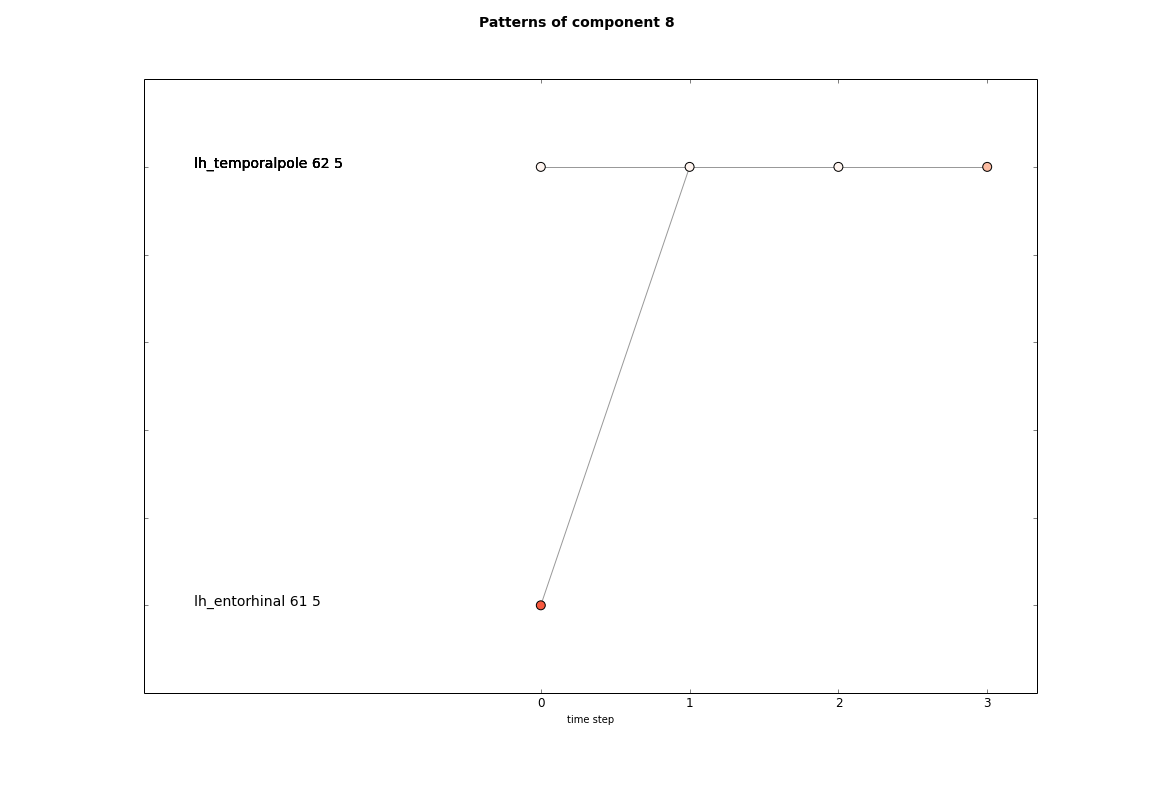 Patterns of component 8
lh_temporalpole 62 5
lh_entorhinal 61 5
0 1 2 3
time step